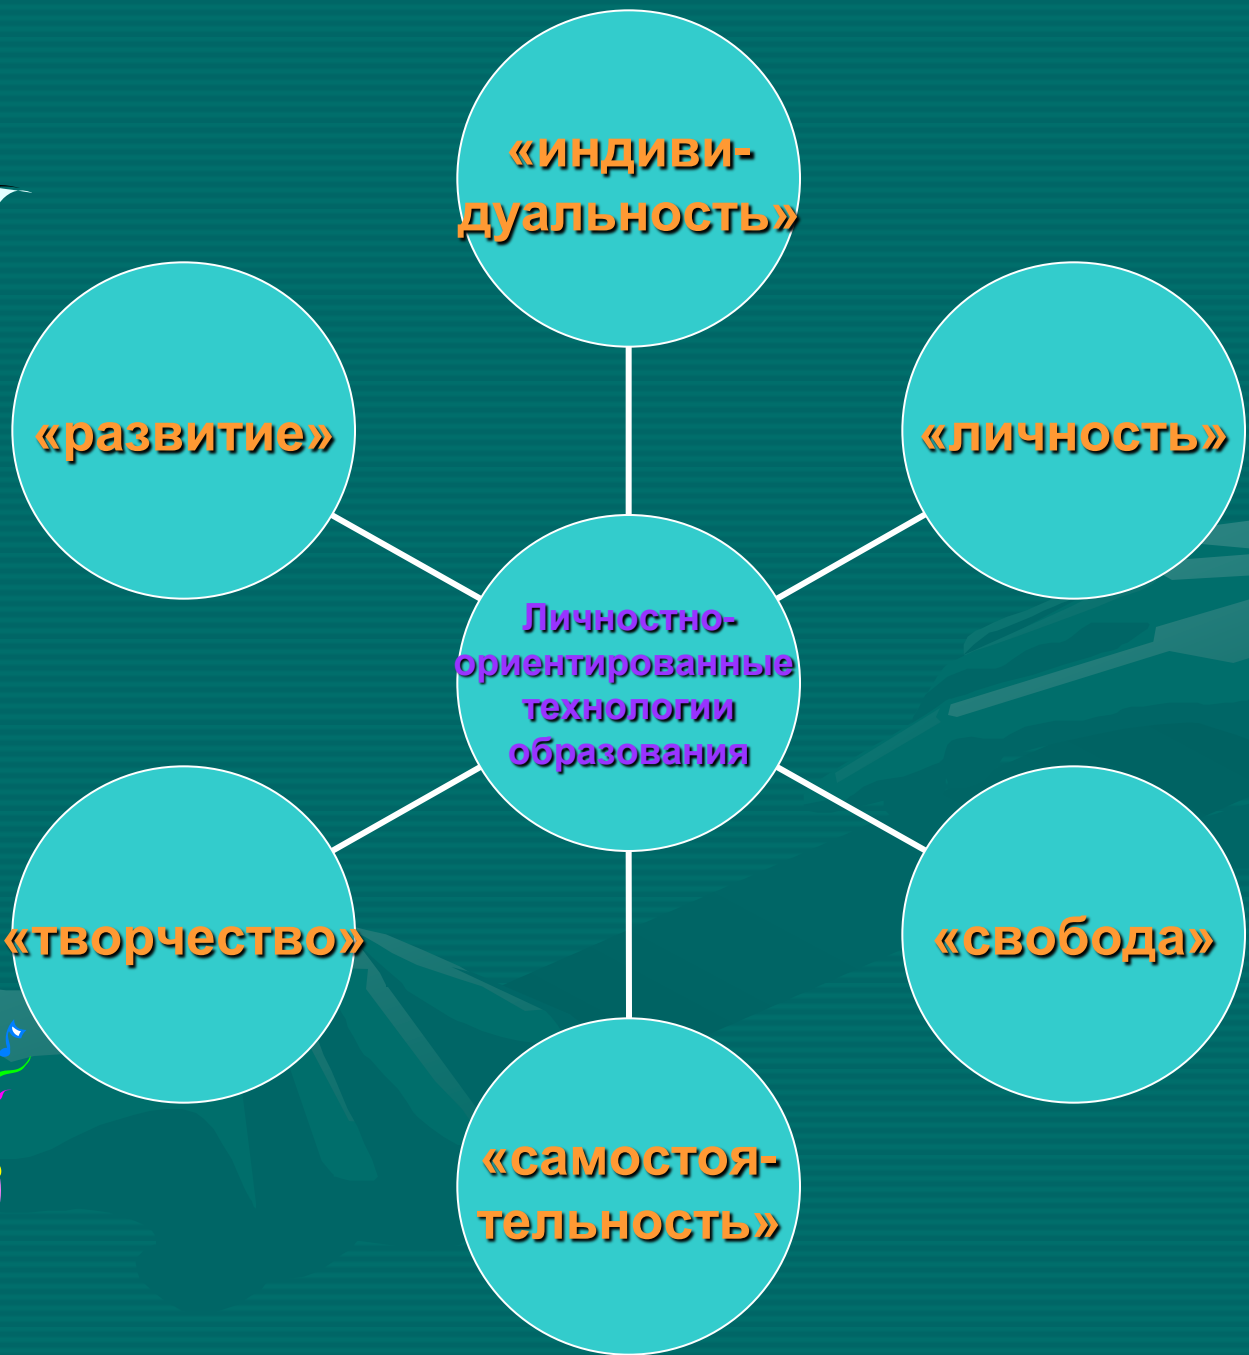 «индиви-
дуальность»
«развитие»
«личность»
Личностно-
ориентированные
технологии
образования
«творчество»
«свобода»
«самостоя-
тельность»